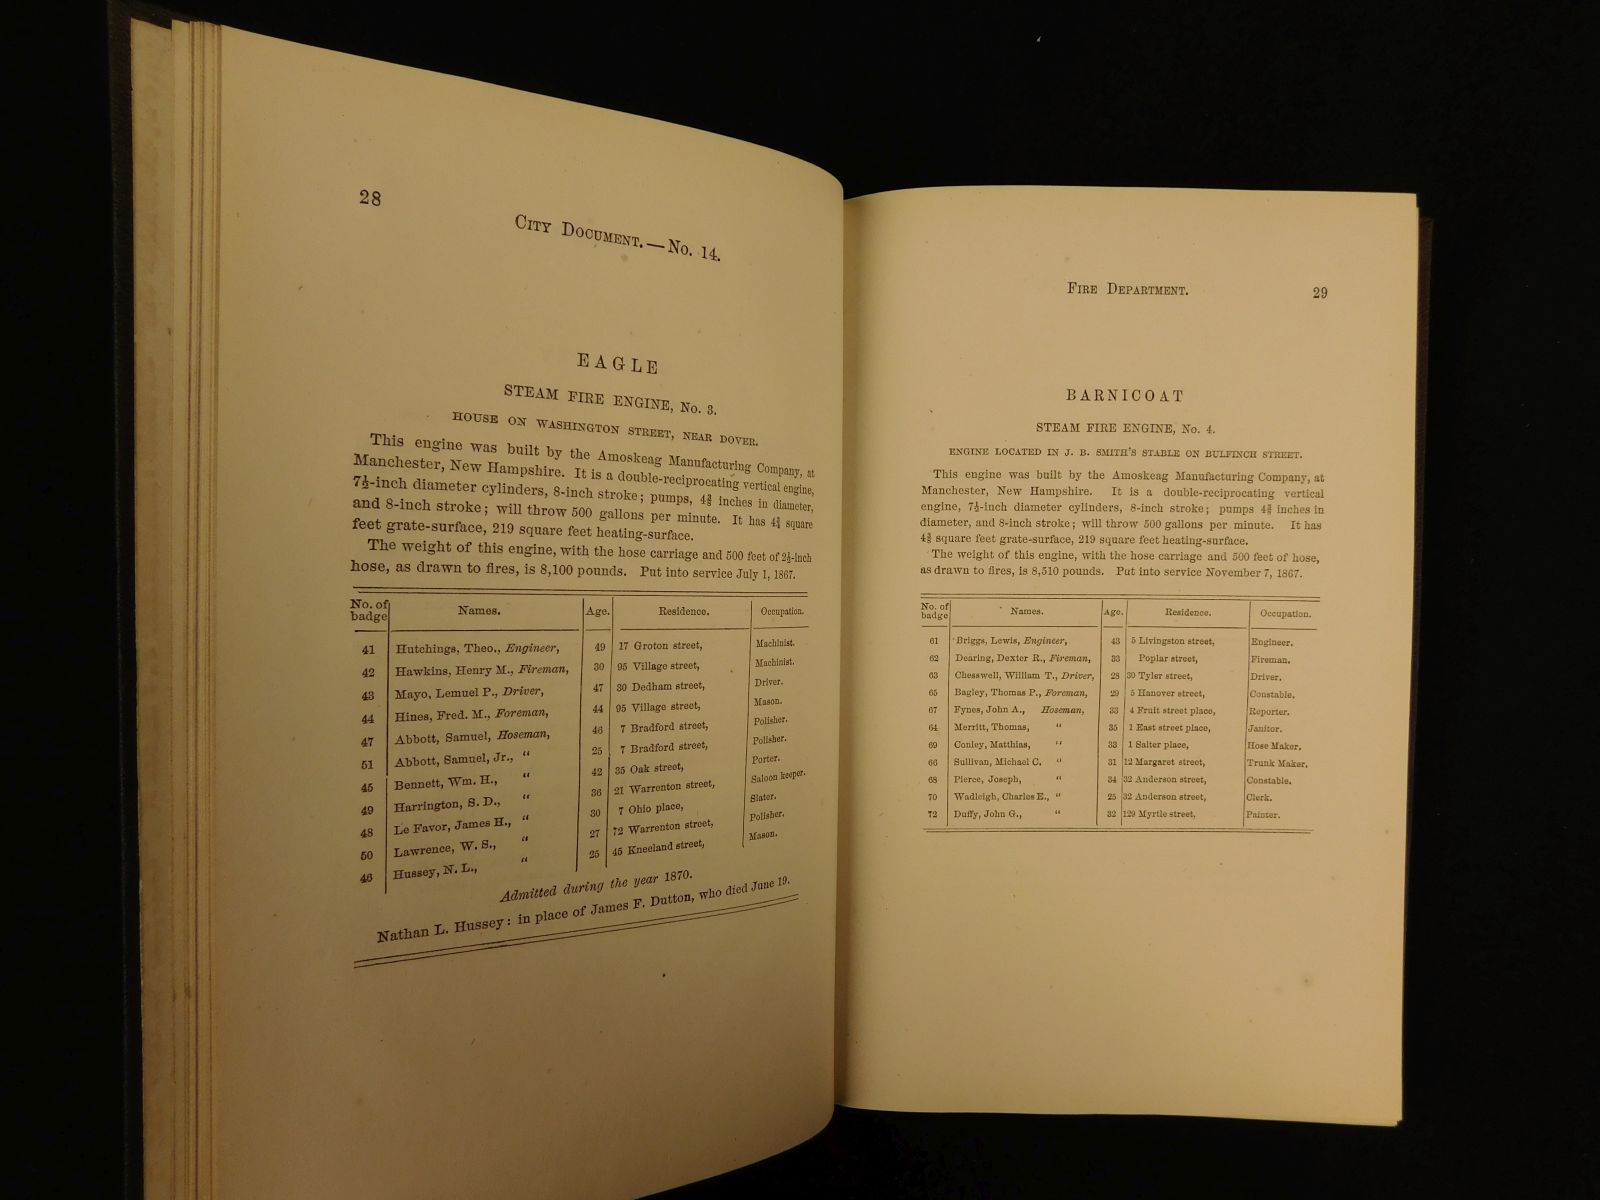 28
City Document. — No. 14.
EAGLE
STEAM FIRE ENGINE, No. 3.
HOUSE ON WASHINGTON STREET, NEAR DOVER.
This engine was built by the Amoskeag Manufacturing Company, at
Manchester, New Hampshire. It is a double-reciprocating vertical engine,
7½-inch diameter cylinders, 8-inch stroke; pumps, 4⅜ inches in diameter,
and 8-inch stroke; will throw 500 gallons per minute. It has 4¾ square
feet grate-surface, 219 square feet heating-surface.
The weight of this engine, with the hose carriage and 500 feet of 2½-inch
hose, as drawn to fires, is 8,100 pounds. Put into service July 1, 1867.
No. of badge Names. Age. Residence. Occupation.
41 Hutchings, Theo., Engineer, 49 17 Groton street, Machinist.
42 Hawkins, Henry M., Fireman, 30 95 Village street, Machinist.
43 Mayo, Lemuel P., Driver, 47 30 Dedham street, Driver.
44 Hines, Fred. M., Foreman, 44 95 Village street, Mason.
47 Abbott, Samuel, Hoseman, 46 7 Bradford street, Polisher.
51 Abbott, Samuel, Jr., " 25 7 Bradford street, Polisher.
45 Bennett, Wm. H., " 42 35 Oak street, Porter.
49 Harrington, S. D., " 36 21 Warrenton street, Saloon keeper.
48 Le Favor, James H., " 30 7 Ohio place, Slater.
50 Lawrence, W. S., " 27 72 Warrenton street, Polisher.
46 Hussey, N. L., " 25 45 Kneeland street, Mason.
Admitted during the year 1870.
Nathan L. Hussey: in place of James F. Dutton, who died June 19.
Fire Department. 29
BARNICOAT
STEAM FIRE ENGINE, No. 4.
ENGINE LOCATED IN J. B. SMITH'S STABLE ON BULFINCH STREET.
This engine was built by the Amoskeag Manufacturing Company, at
Manchester, New Hampshire. It is a double-reciprocating vertical
engine, 7½-inch diameter cylinders, 8-inch stroke; pumps 4⅜ inches in
diameter, and 8-inch stroke; will throw 500 gallons per minute. It has
4¾ square feet grate-surface, 219 square feet heating-surface.
The weight of this engine, with the hose carriage and 500 feet of hose,
as drawn to fires, is 8,510 pounds. Put into service November 7, 1867.
No. of badge Names. Age. Residence. Occupation.
61 Briggs, Lewis, Engineer, 43 5 Livingston street, Engineer.
62 Dearing, Dexter R., Fireman, 33 Poplar street, Fireman.
63 Chesswell, William T., Driver, 28 30 Tyler street, Driver.
65 Bagley, Thomas P., Foreman, 29 5 Hanover street, Constable.
67 Fynes, John A., Hoseman, 33 4 Fruit street place, Reporter.
64 Merritt, Thomas, " 35 1 East street place, Janitor.
69 Conley, Matthias, " 33 1 Salter place, Hose Maker.
66 Sullivan, Michael C. " 31 12 Margaret street, Trunk Maker.
68 Pierce, Joseph, " 34 32 Anderson street, Constable.
70 Wadleigh, Charles E., " 25 32 Anderson street, Clerk.
72 Duffy, John G., " 32 129 Myrtle street, Painter.